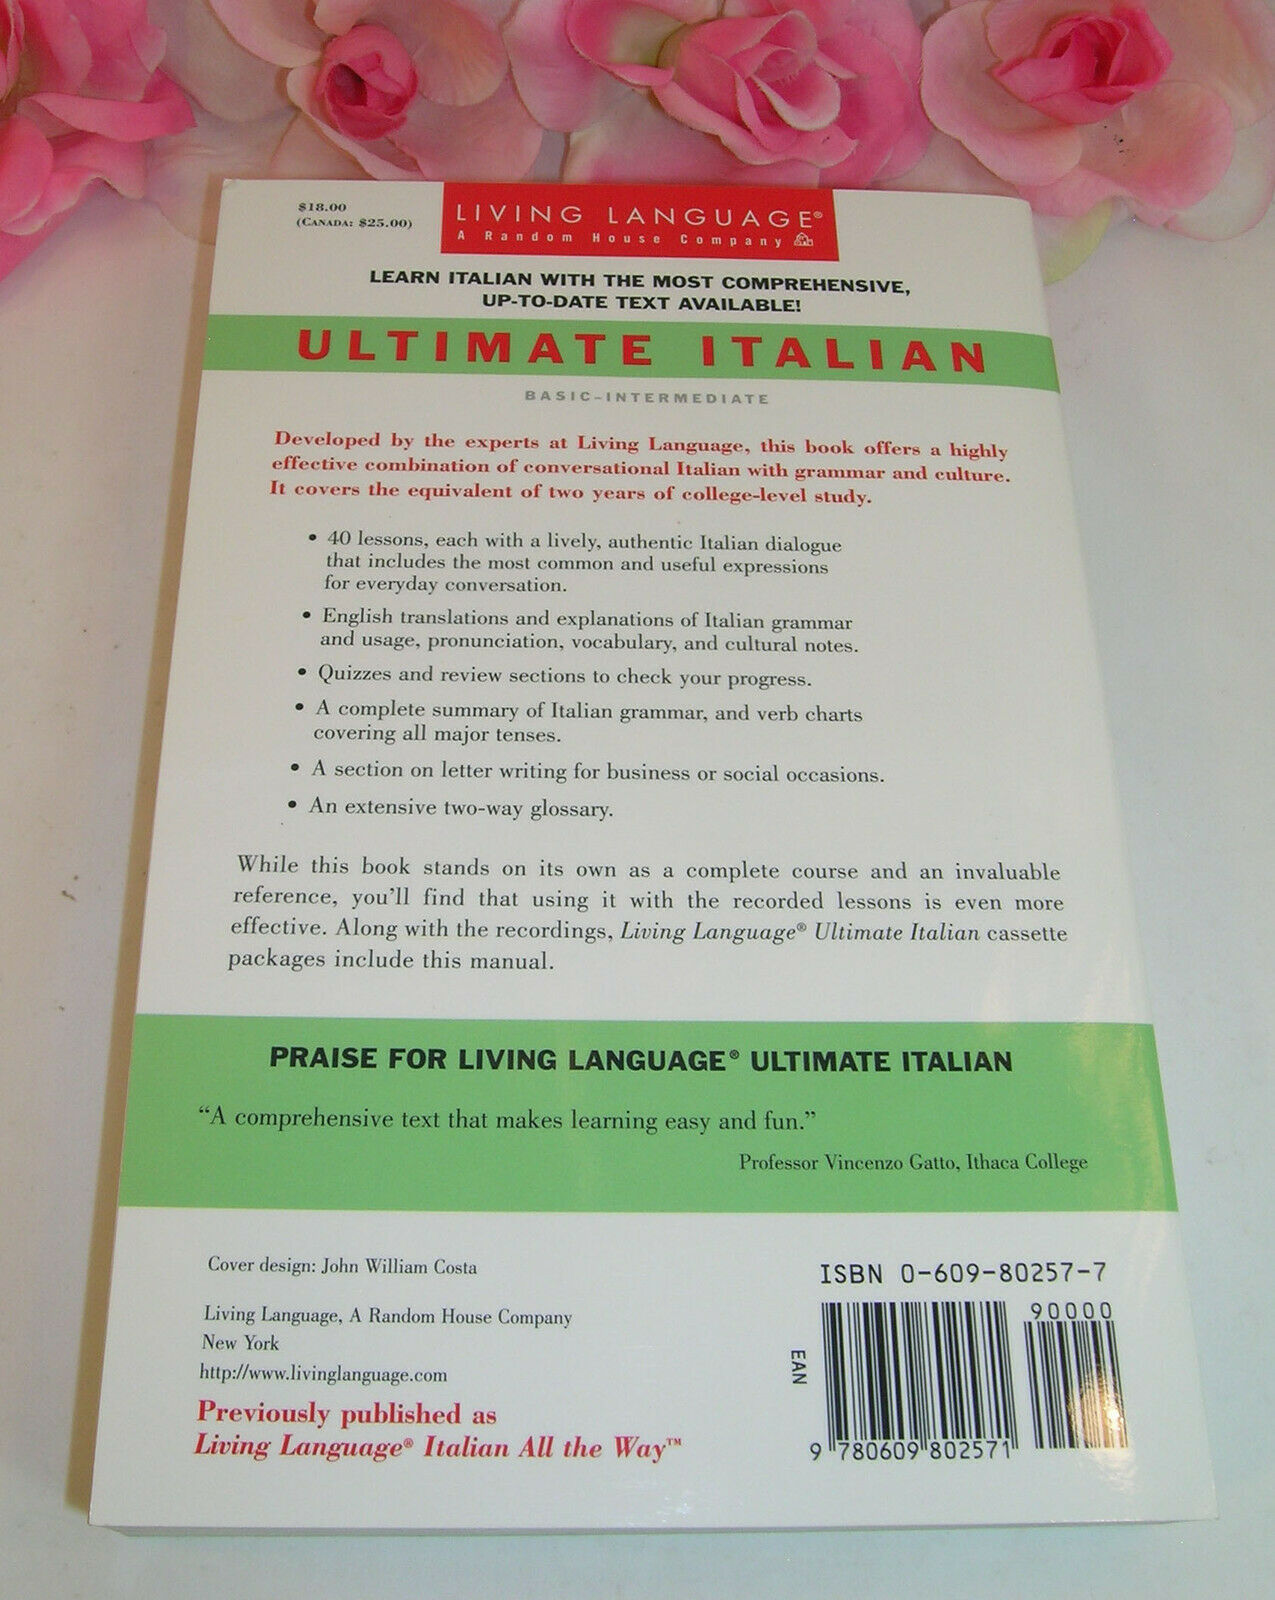 $18.00
(CANADA: $25.00)
LIVING LANGUAGE®
A Random House Company
LEARN ITALIAN WITH THE MOST COMPREHENSIVE,
UP-TO-DATE TEXT AVAILABLE!
ULTIMATE ITALIAN
BASIC-INTERMEDIATE
Developed by the experts at Living Language, this book offers a highly
effective combination of conversational Italian with grammar and culture.
It covers the equivalent of two years of college-level study.
• 40 lessons, each with a lively, authentic Italian dialogue
that includes the most common and useful expressions
for everyday conversation.
• English translations and explanations of Italian grammar
and usage, pronunciation, vocabulary, and cultural notes.
• Quizzes and review sections to check your progress.
• A complete summary of Italian grammar, and verb charts
covering all major tenses.
• A section on letter writing for business or social occasions.
• An extensive two-way glossary.
While this book stands on its own as a complete course and an invaluable
reference, you'll find that using it with the recorded lessons is even more
effective. Along with the recordings, Living Language® Ultimate Italian cassette
packages include this manual.
PRAISE FOR LIVING LANGUAGE® ULTIMATE ITALIAN
“A comprehensive text that makes learning easy and fun.”
Professor Vincenzo Gatto, Ithaca College
Cover design: John William Costa
Living Language, A Random House Company
New York
http://www.livinglanguage.com
Previously published as
Living Language® Italian All the Way™
ISBN 0-609-80257-7
90000
EAN
9 780609 802571